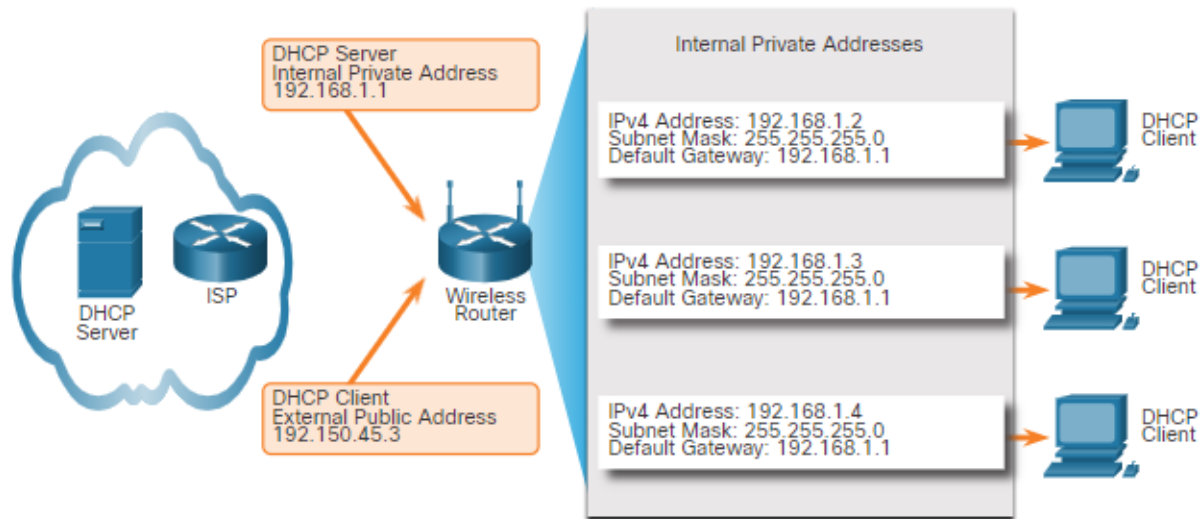 DHCP Server
Internal Private Address
192.168.1.1
DHCP
Server
ISP
Wireless
Router
DHCP Client
External Public Address
192.150.45.3
Internal Private Addresses
IPv4 Address: 192.168.1.2
Subnet Mask: 255.255.255.0
Default Gateway: 192.168.1.1
DHCP
Client
IPv4 Address: 192.168.1.3
Subnet Mask: 255.255.255.0
Default Gateway: 192.168.1.1
DHCP
Client
IPv4 Address: 192.168.1.4
Subnet Mask: 255.255.255.0
Default Gateway: 192.168.1.1
DHCP
Client